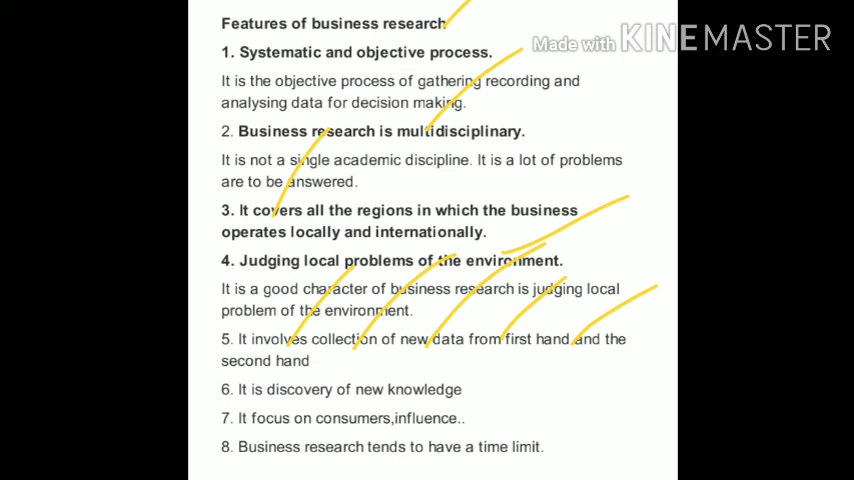 Features of business research
Made with KINEMASTER
1. Systematic and objective process.
It is the objective process of gathering recording and
analysing data for decision making.
2. Business research is multidisciplinary.
It is not a single academic discipline. It is a lot of problems
are to be answered.
3. It covers all the regions in which the business
operates locally and internationally.
4. Judging local problems of the environment.
It is a good character of business research is judging local
problem of the environment.
5. It involves collection of new data from first hand and the
second hand
6. It is discovery of new knowledge
7. It focus on consumers,influence..
8. Business research tends to have a time limit.